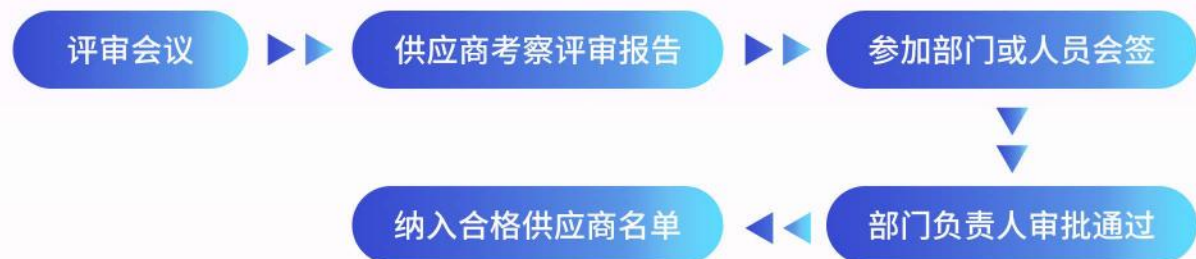 评审会议
供应商考察评审报告
参加部门或人员会签
部门负责人审批通过
纳入合格供应商名单